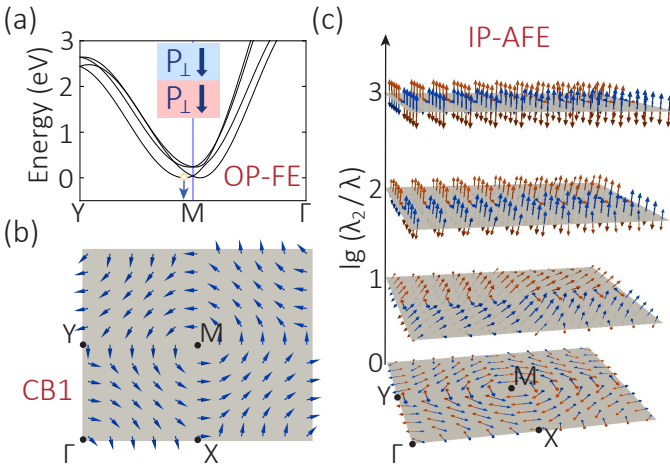 (a)
Energy (eV)
3
2
1
0
P⊥
P⊥
OP-FE
Y
M
Γ
(b)
Y
M
CB1
Γ
X
(c)
IP-AFE
lg (λ₂ / λ)
3
2
1
0
M
Y
X
Γ